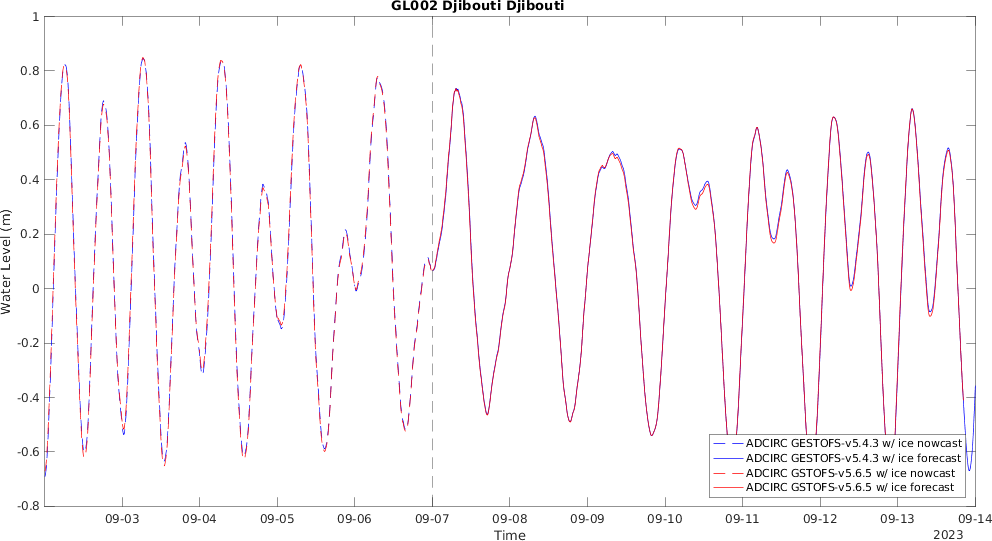 GL002 Djibouti Djibouti
1
0.8
0.6
0.4
0.2
0
-0.2
-0.4
-0.6
-0.8
Water Level (m)
ADCIRC GESTOFS-v5.4.3 w/ ice nowcast
ADCIRC GESTOFS-v5.4.3 w/ ice forecast
ADCIRC GSTOFS-v5.6.5 w/ ice nowcast
ADCIRC GSTOFS-v5.6.5 w/ ice forecast
09-03 09-04 09-05 09-06 09-07 09-08 09-09 09-10 09-11 09-12 09-13 09-14
Time
2023